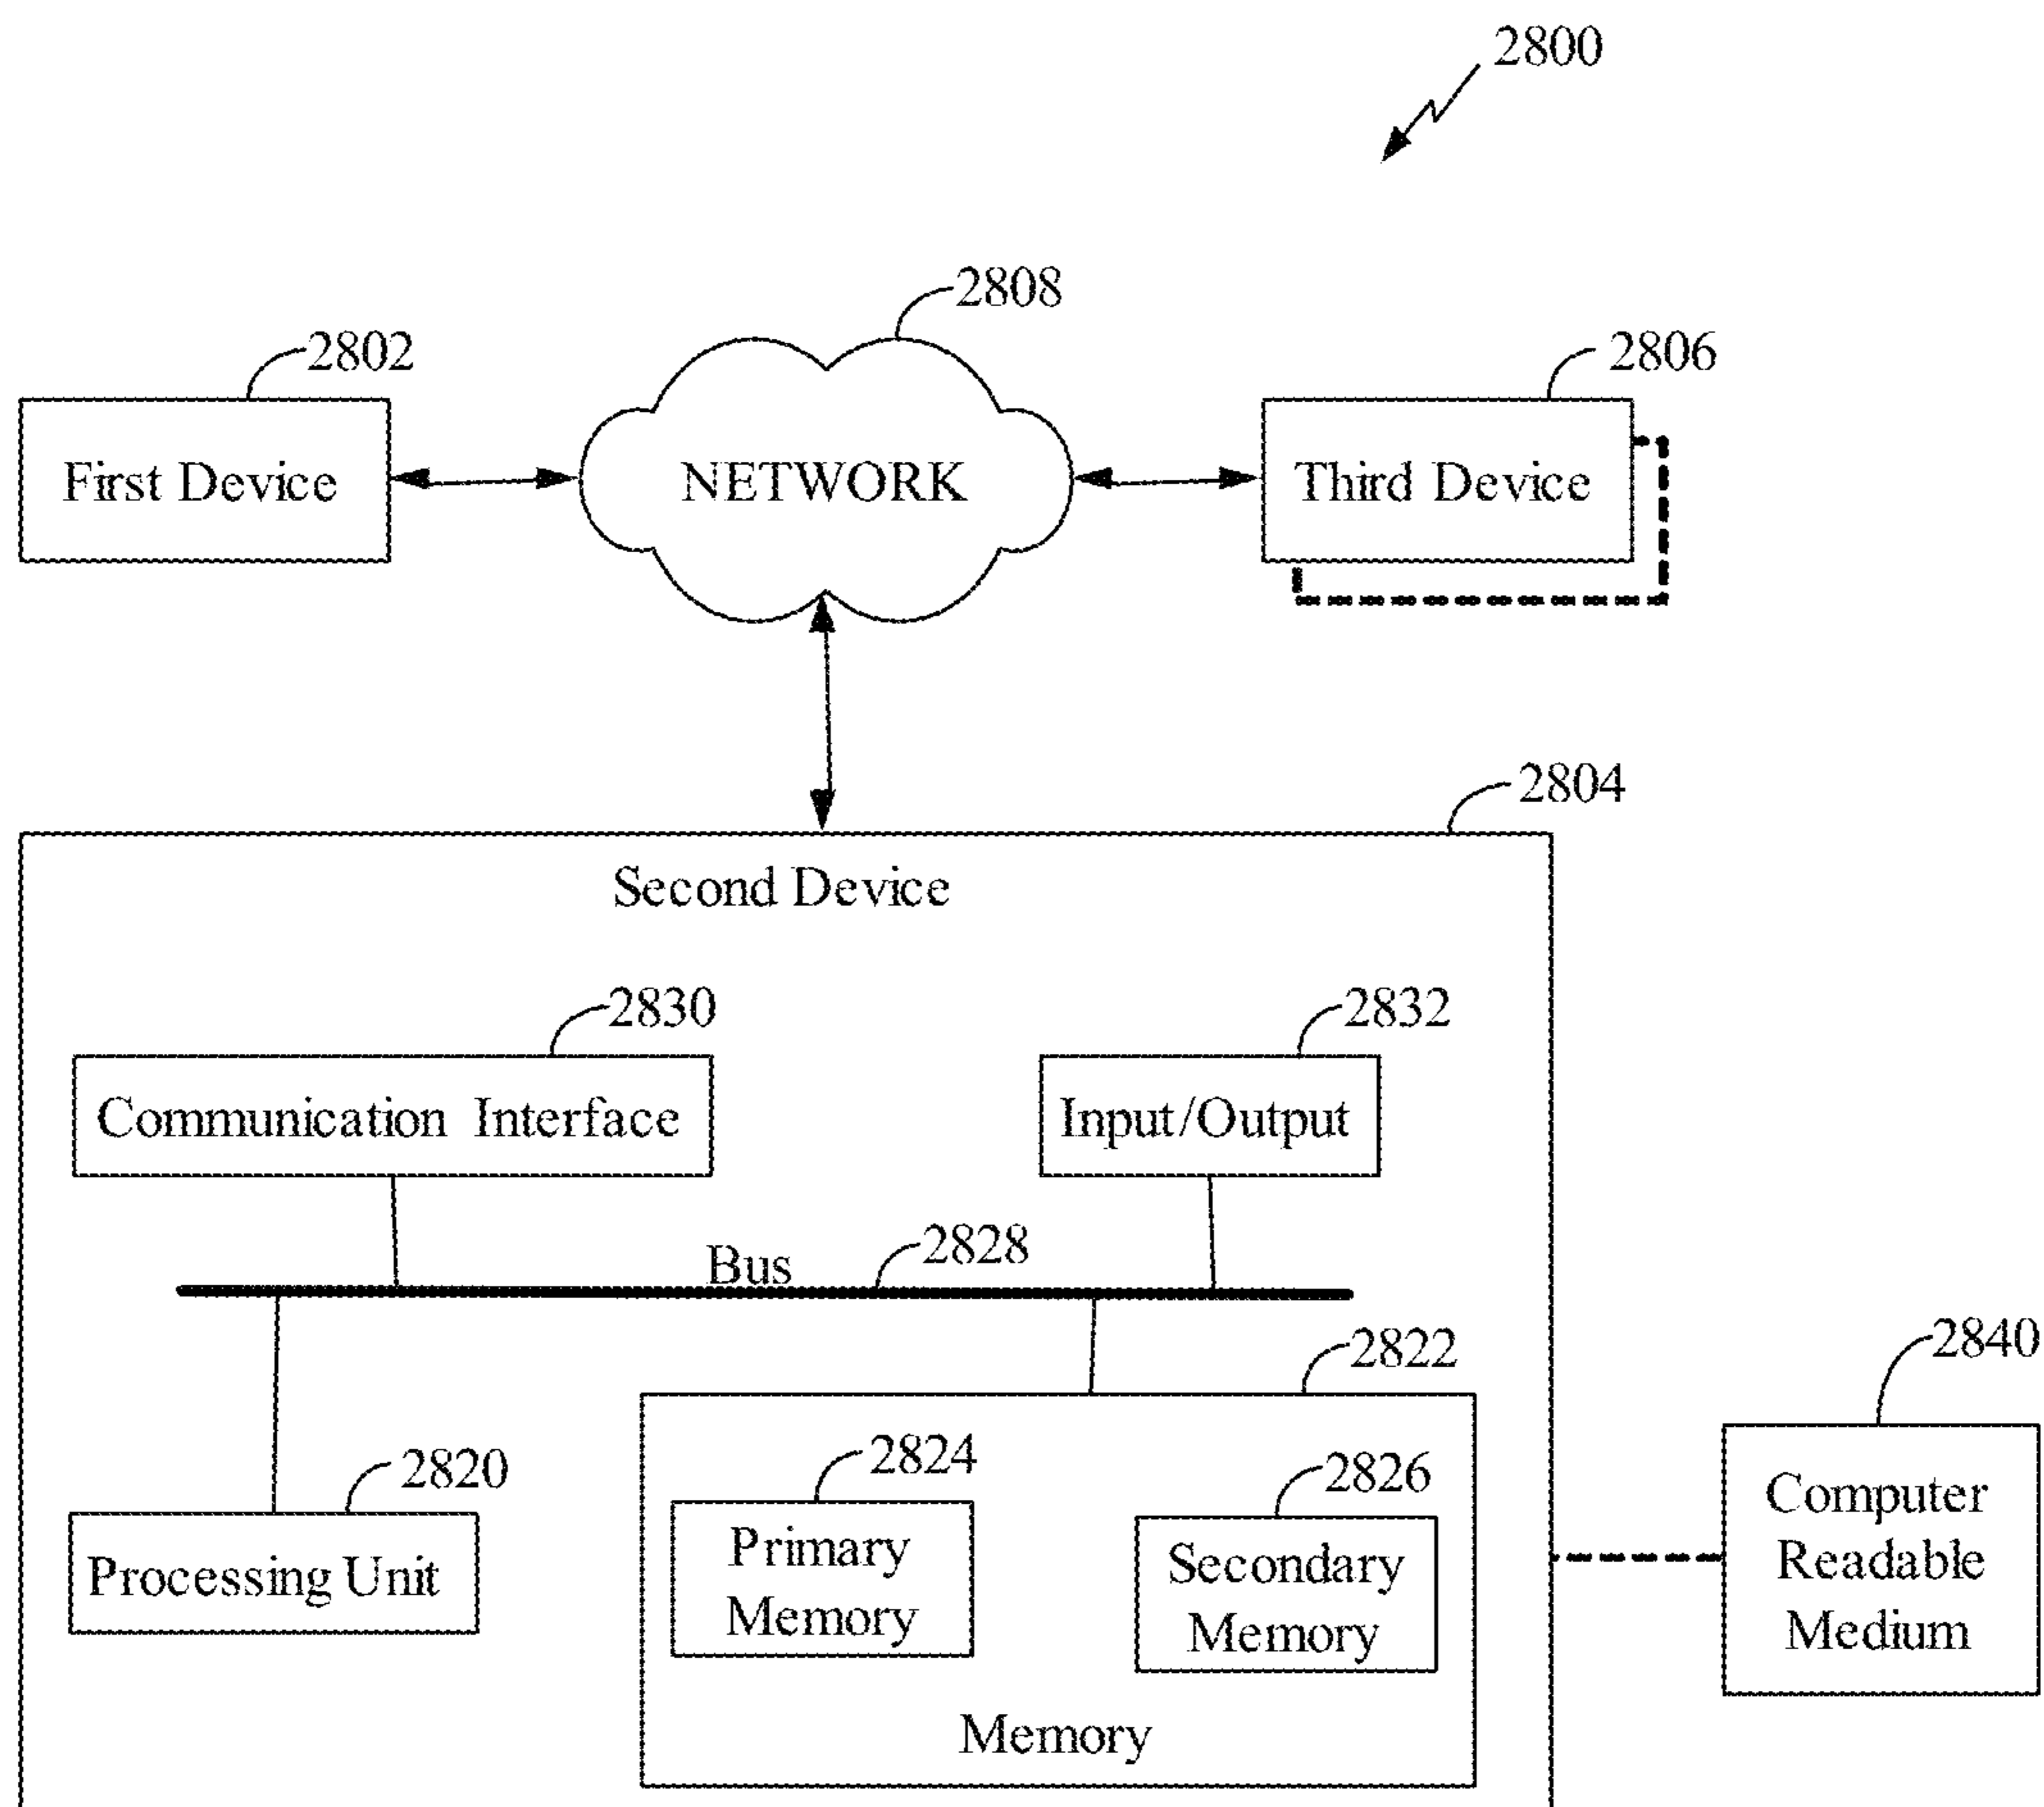 2800
2808
2802
2806
First Device
NETWORK
Third Device
2804
Second Device
2830
2832
Communication Interface
Input/Output
Bus
2828
2822
2840
2820
2824
2826
Processing Unit
Primary
Memory
Secondary
Memory
Computer
Readable
Medium
Memory